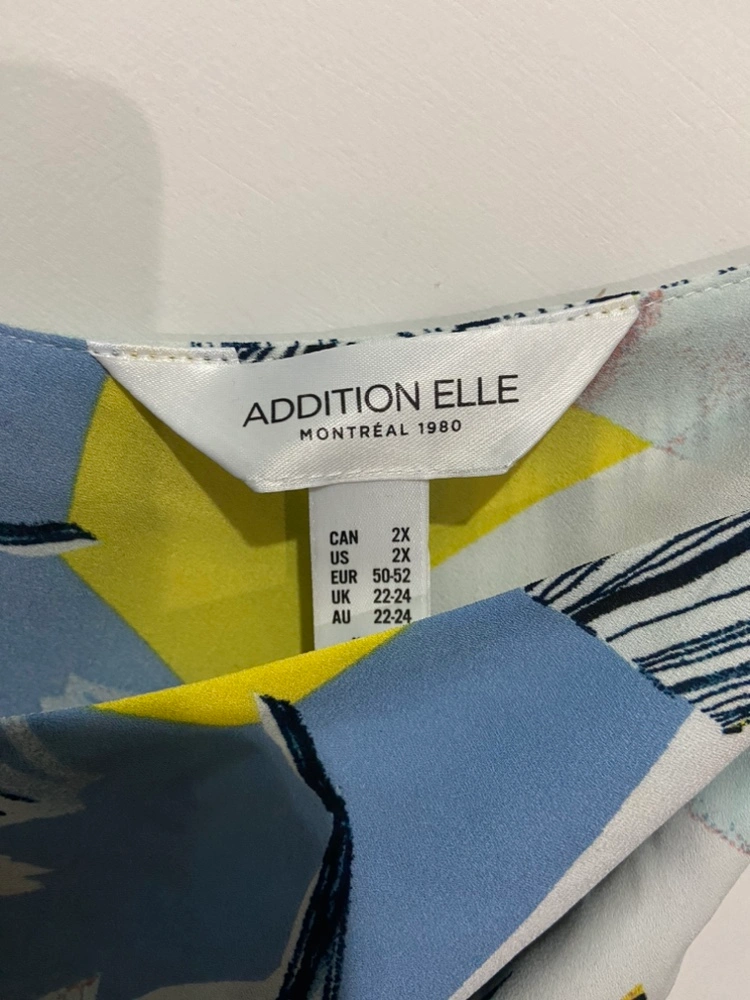 ADDITION ELLE
MONTRÉAL 1980
CAN 2X
US 2X
EUR 50-52
UK 22-24
AU 22-24